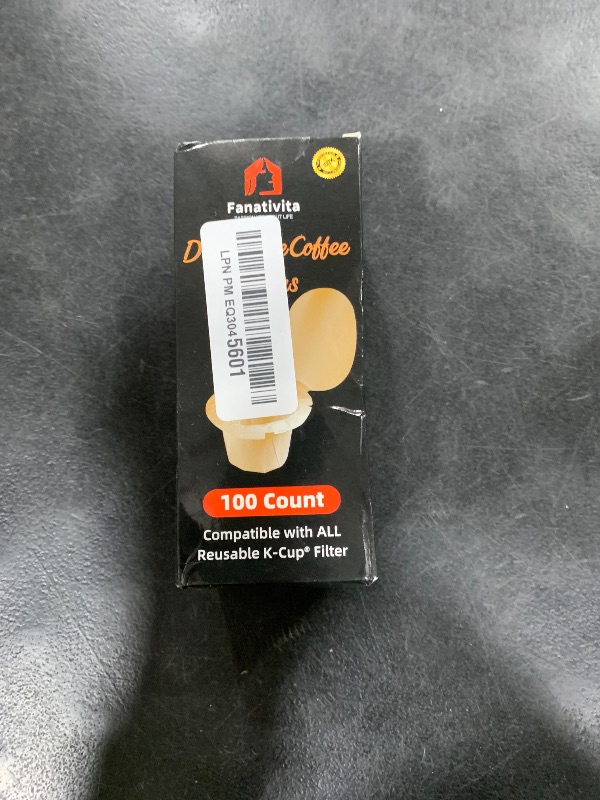 Fanativita
Coffee
LPN PM EQ3045601
100 Count
Compatible with ALL
Reusable K-Cup® Filter